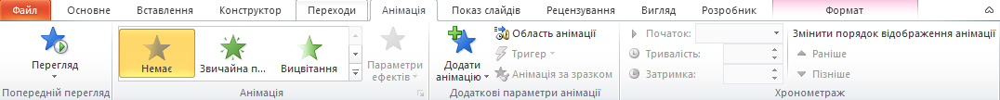 Файл Основне Вставлення Конструктор Переходи Анімація Показ слайдів Рецензування Вигляд Розробник Формат
Перегляд
Попередній перегляд
Немає Звичайна п... Вицвітання
Параметри
ефектів
Анімація
Додати
анімацію
Область анімації
Тригер
Анімація за зразком
Додаткові параметри анімації
Початок:
Тривалість:
Затримка:
Змінити порядок відображення анімації
Раніше
Пізніше
Хронометраж